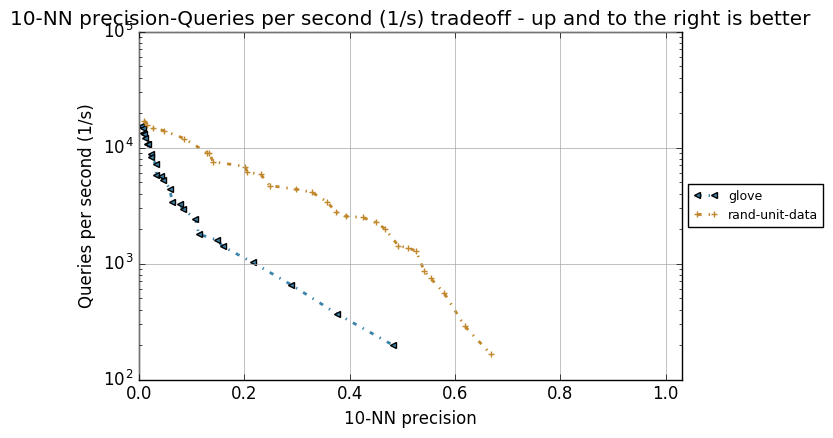 10-NN precision-Queries per second (1/s) tradeoff - up and to the right is better
10^5
10^4
10^3
10^2
Queries per second (1/s)
0.0 0.2 0.4 0.6 0.8 1.0
10-NN precision
glove
rand-unit-data